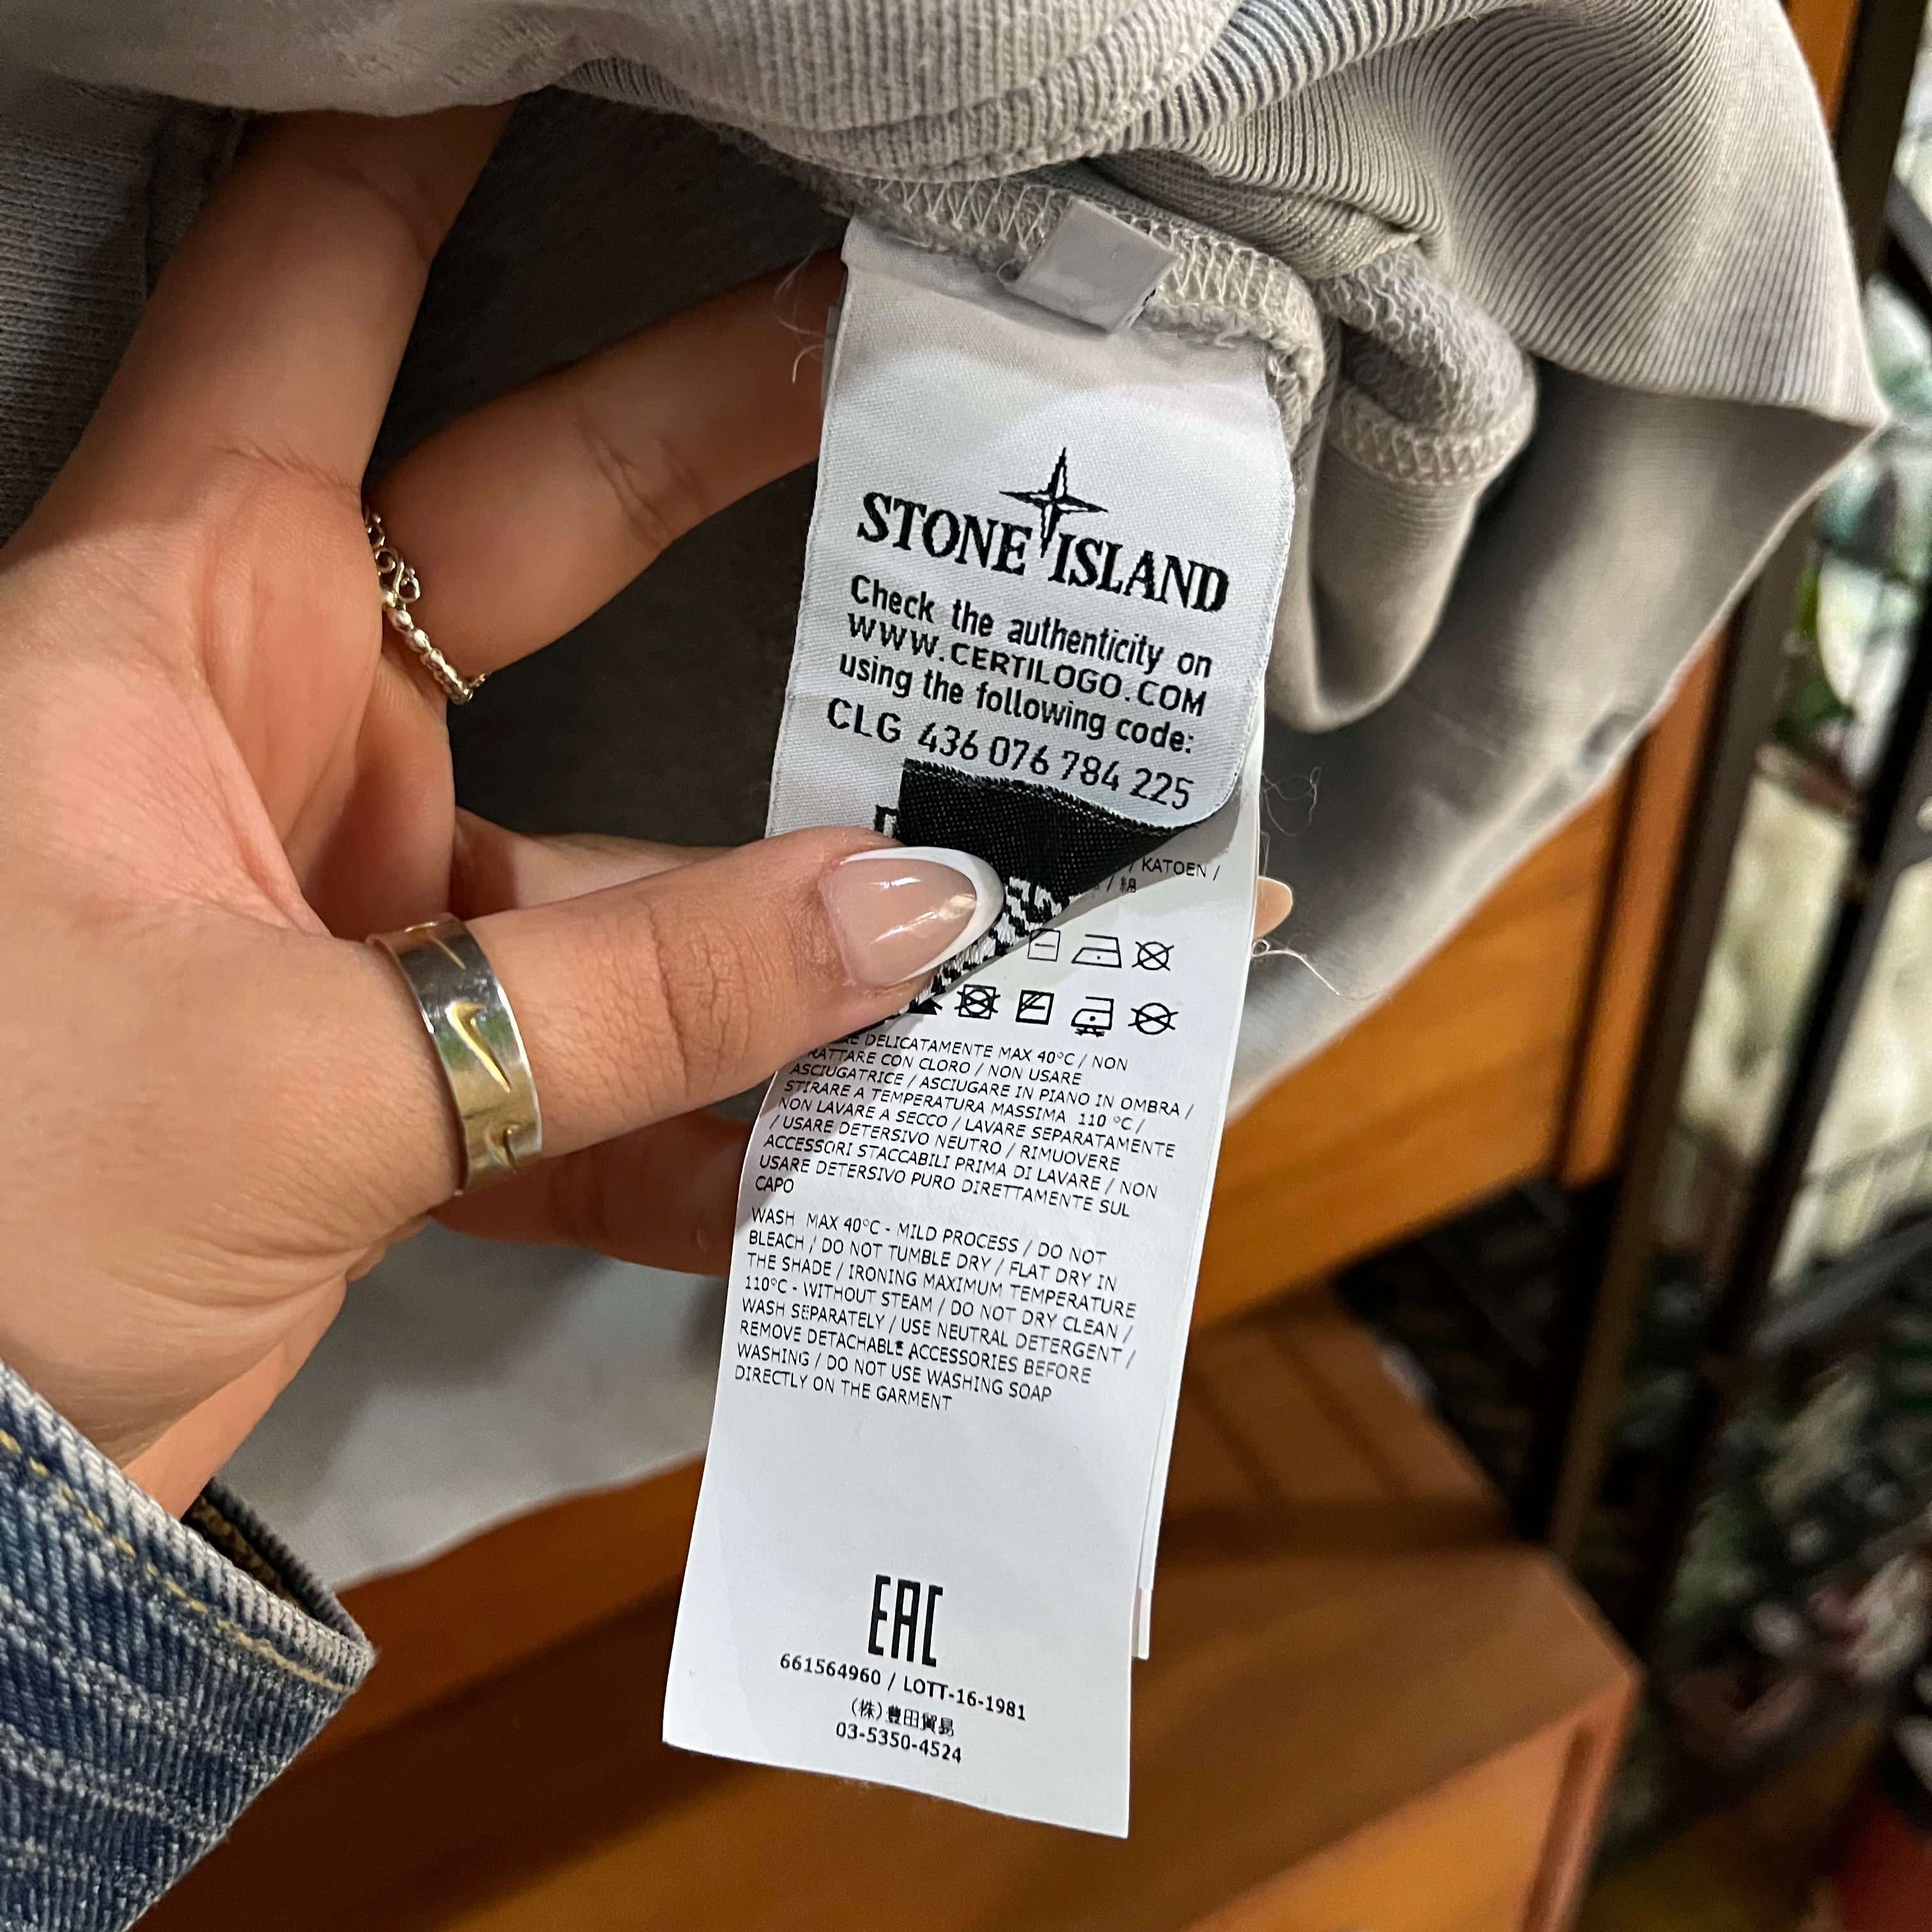 STONE ISLAND
Check the authenticity on
WWW.CERTILOGO.COM
using the following code:
CLG 436 076 784 225
/ KATOEN /
/ 綿
DELICATAMENTE MAX 40°C / NON
TRATTARE CON CLORO / NON USARE
ASCIUGATRICE / ASCIUGARE IN PIANO IN OMBRA /
STIRARE A TEMPERATURA MASSIMA 110 °C /
NON LAVARE A SECCO / LAVARE SEPARATAMENTE
/ USARE DETERSIVO NEUTRO / RIMUOVERE
ACCESSORI STACCABILI PRIMA DI LAVARE / NON
USARE DETERSIVO PURO DIRETTAMENTE SUL
CAPO
WASH MAX 40°C - MILD PROCESS / DO NOT
BLEACH / DO NOT TUMBLE DRY / FLAT DRY IN
THE SHADE / IRONING MAXIMUM TEMPERATURE
110°C - WITHOUT STEAM / DO NOT DRY CLEAN /
WASH SEPARATELY / USE NEUTRAL DETERGENT /
REMOVE DETACHABLE ACCESSORIES BEFORE
WASHING / DO NOT USE WASHING SOAP
DIRECTLY ON THE GARMENT
EAC
661564960 / LOTT-16-1981
(株)豊田貿易
03-5350-4524